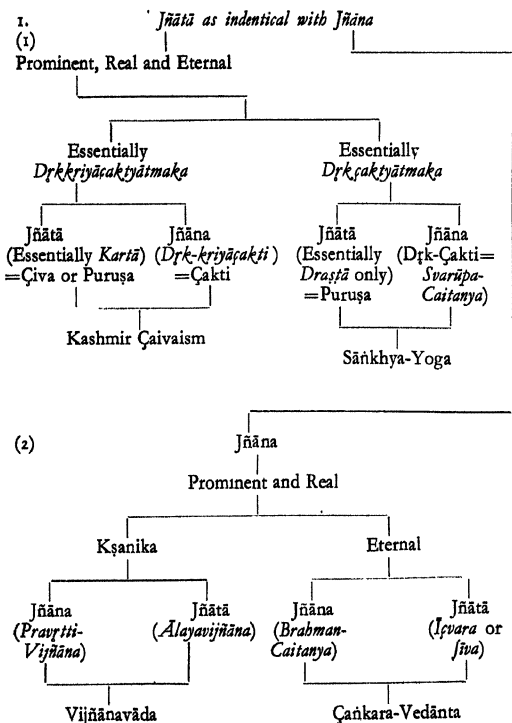 1. Jñātā as indentical with Jñāna
(1)
Prominent, Real and Eternal
Essentially Essentially
Dṛkkriyāçaktyātmaka Dṛkçaktyātmaka
Jñātā Jñāna Jñātā Jñāna
(Essentially Kartā) (Dṛk-kriyāçakti) (Essentially (Dṛk-Çakti=
=Çiva or Puruṣa =Çakti Draṣṭā only) Svarūpa-
=Puruṣa Caitanya)
Kashmir Çaivaism
Sāṅkhya-Yoga
Jñāna
(2)
Prominent and Real
Kṣanika Eternal
Jñāna Jñātā Jñāna Jñātā
(Pravṛtti- (Ālayavijñāna) (Brahman- (Īçvara or
Vijñāna) Caitanya) Jīva)
Vijñānavāda Çaṅkara-Vedānta